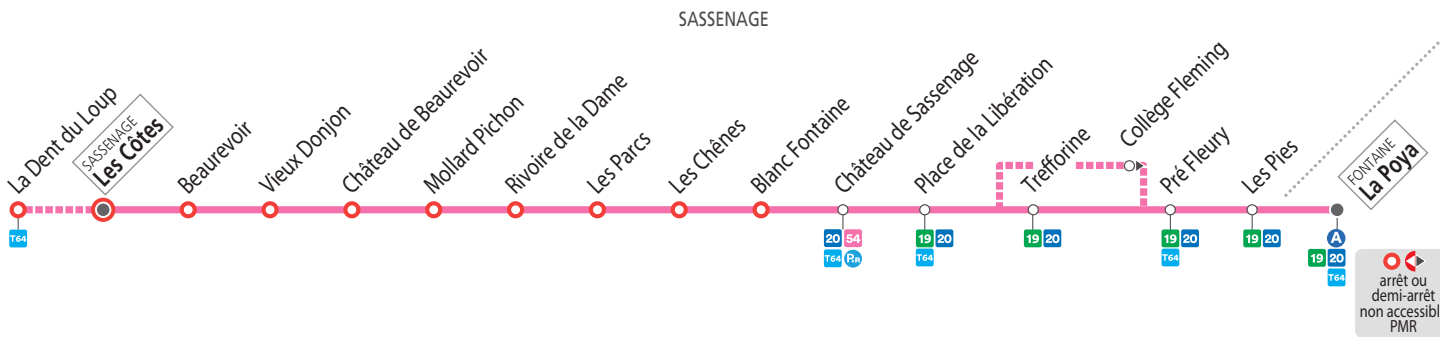 SASSENAGE
La Dent du Loup
SASSENAGE
Les Côtes
Beaurevoir
Vieux Donjon
Château de Beaurevoir
Mollard Pichon
Rivoire de la Dame
Les Parcs
Les Chênes
Blanc Fontaine
Château de Sassenage
Place de la Libération
Trefforine
Collège Fleming
Pré Fleury
Les Pies
FONTAINE
La Poya
T64
20 54
T64 P+R
19 20
T64
19 20
19 20
T64
19 20
A
19 20
T64
arrêt ou
demi-arrêt
non accessibl
PMR